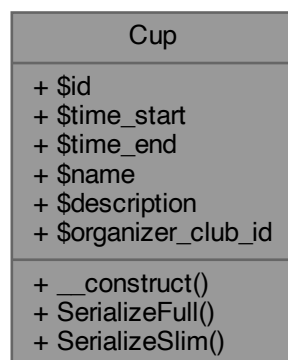 Cup
+ $id
+ $time_start
+ $time_end
+ $name
+ $description
+ $organizer_club_id
+ __construct()
+ SerializeFull()
+ SerializeSlim()